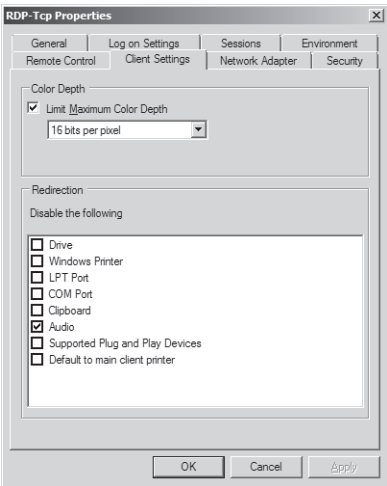 RDP-Tcp Properties
General Log on Settings Sessions Environment
Remote Control Client Settings Network Adapter Security
Color Depth
Limit Maximum Color Depth
16 bits per pixel
Redirection
Disable the following
Drive
Windows Printer
LPT Port
COM Port
Clipboard
Audio
Supported Plug and Play Devices
Default to main client printer
OK Cancel Apply